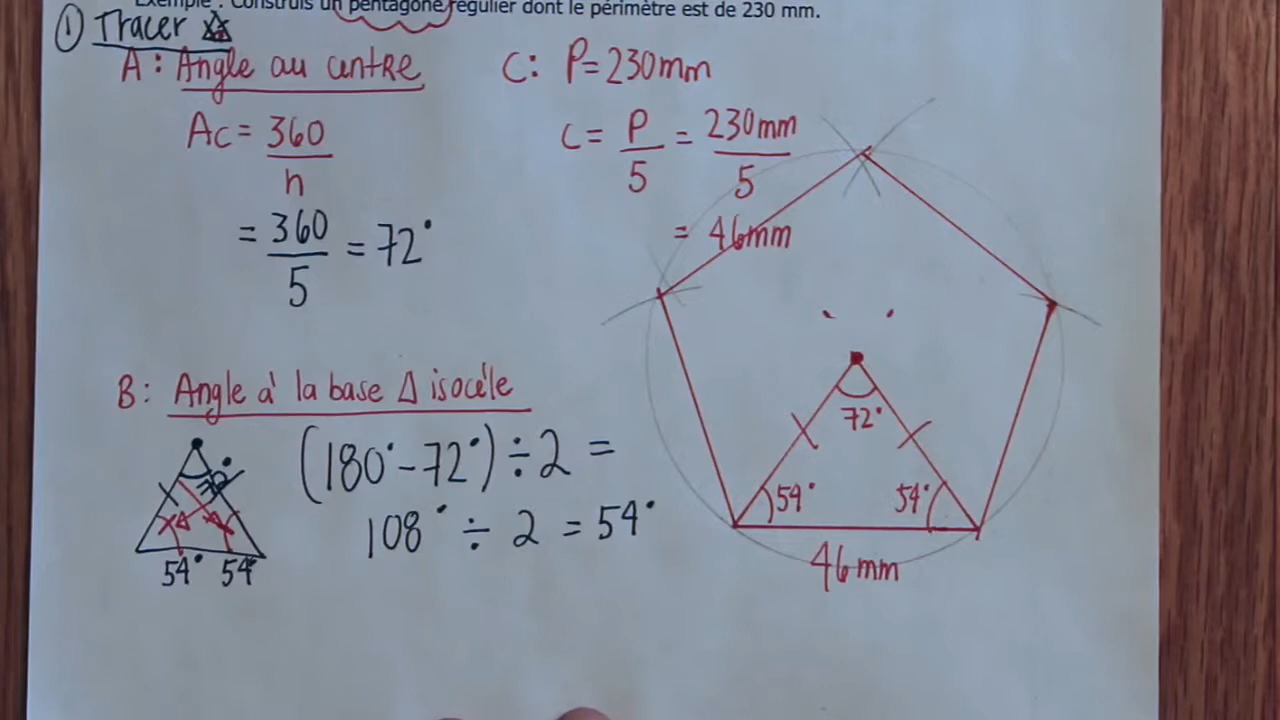 Exemple : Construis un pentagone régulier dont le périmètre est de 230 mm.
① Tracer
A : Angle au centre
Ac = 360
n
= 360
5
= 72°
C : P = 230mm
C = P
5
= 230mm
5
= 46mm
B : Angle à la base Δ isocèle
(180° - 72°) ÷ 2 =
108° ÷ 2 = 54°
54° 54°
72°
54° 54°
46mm